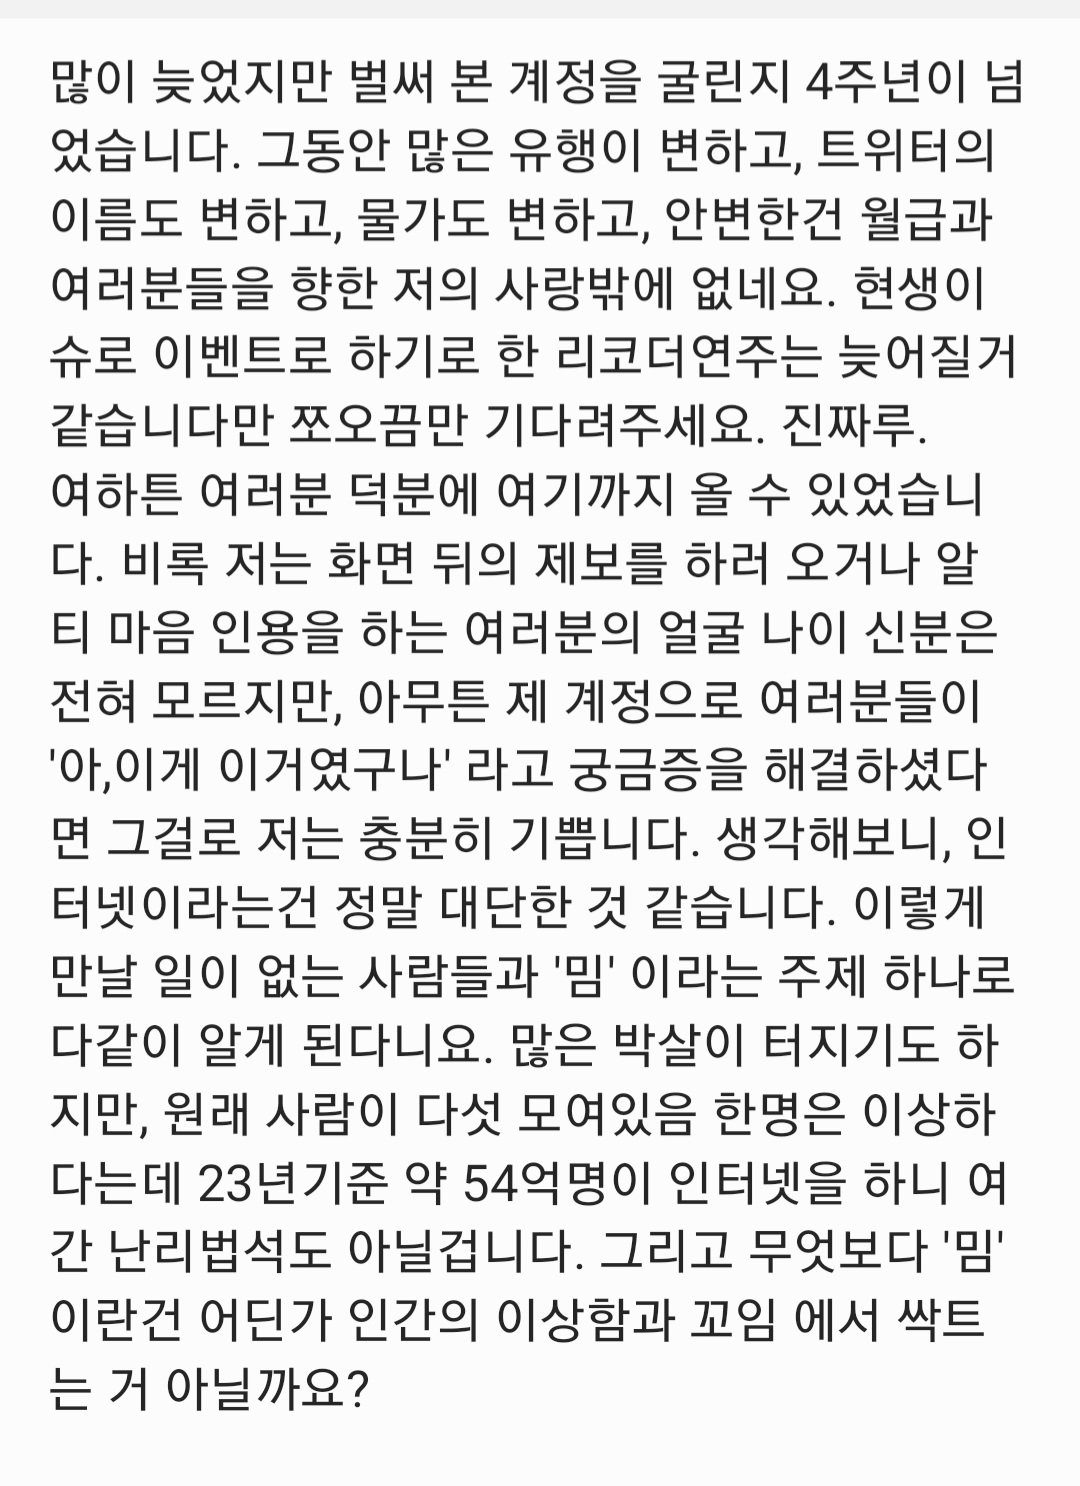 많이 늦었지만 벌써 본 계정을 굴린지 4주년이 넘
었습니다. 그동안 많은 유행이 변하고, 트위터의
이름도 변하고, 물가도 변하고, 안변한건 월급과
여러분들을 향한 저의 사랑밖에 없네요. 현생이
슈로 이벤트로 하기로 한 리코더연주는 늦어질거
같습니다만 쪼오끔만 기다려주세요. 진짜루.
여하튼 여러분 덕분에 여기까지 올 수 있었습니
다. 비록 저는 화면 뒤의 제보를 하러 오거나 알
티 마음 인용을 하는 여러분의 얼굴 나이 신분은
전혀 모르지만, 아무튼 제 계정으로 여러분들이
'아,이게 이거였구나' 라고 궁금증을 해결하셨다
면 그걸로 저는 충분히 기쁩니다. 생각해보니, 인
터넷이라는건 정말 대단한 것 같습니다. 이렇게
만날 일이 없는 사람들과 '밈' 이라는 주제 하나로
다같이 알게 된다니요. 많은 박살이 터지기도 하
지만, 원래 사람이 다섯 모여있음 한명은 이상하
다는데 23년기준 약 54억명이 인터넷을 하니 여
간 난리법석도 아닐겁니다. 그리고 무엇보다 '밈'
이란건 어딘가 인간의 이상함과 꼬임 에서 싹트
는 거 아닐까요?